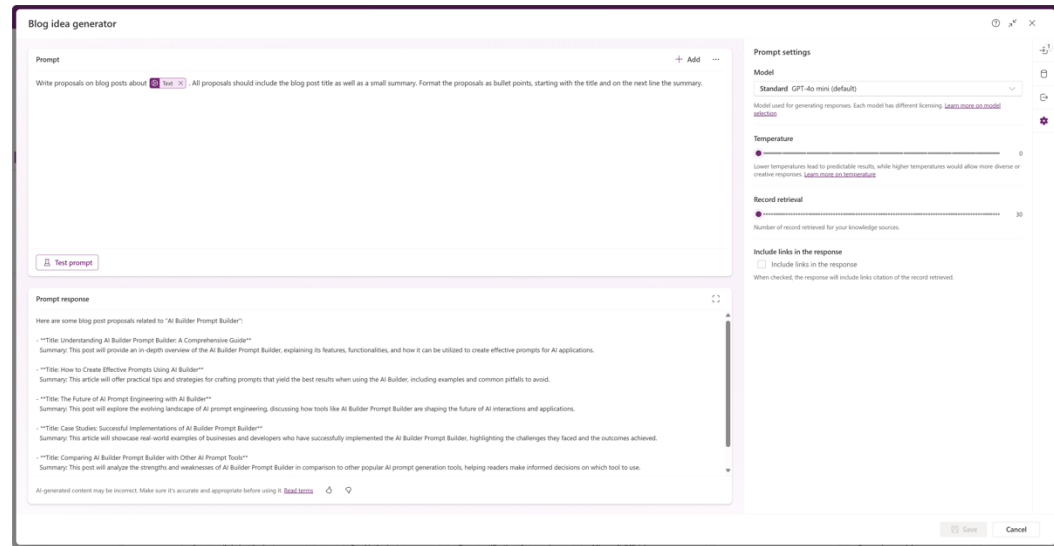 Blog idea generator
Prompt
Add
Write proposals on blog posts about Text . All proposals should include the blog post title as well as a small summary. Format the proposals as bullet points, starting with the title and on the next line the summary.
Test prompt
Prompt response
Here are some blog post proposals related to "AI Builder Prompt Builder":
- **Title: Understanding AI Builder Prompt Builder: A Comprehensive Guide**
Summary: This post will provide an in-depth overview of the AI Builder Prompt Builder, explaining its features, functionalities, and how it can be utilized to create effective prompts for AI applications.
- **Title: How to Create Effective Prompts Using AI Builder**
Summary: This article will offer practical tips and strategies for crafting prompts that yield the best results when using the AI Builder, including examples and common pitfalls to avoid.
- **Title: The Future of AI Prompt Engineering with AI Builder**
Summary: This post will explore the evolving landscape of AI prompt engineering, discussing how tools like AI Builder Prompt Builder are shaping the future of AI interactions and applications.
- **Title: Case Studies: Successful Implementations of AI Builder Prompt Builder**
Summary: This article will showcase real-world examples of businesses and developers who have successfully implemented the AI Builder Prompt Builder, highlighting the challenges they faced and the outcomes achieved.
- **Title: Comparing AI Builder Prompt Builder with Other AI Prompt Tools**
Summary: This post will analyze the strengths and weaknesses of AI Builder Prompt Builder in comparison to other popular AI prompt generation tools, helping readers make informed decisions on which tool to use.
AI-generated content may be incorrect. Make sure it's accurate and appropriate before using it. Read terms
Prompt settings
Model
Standard GPT-4o mini (default)
Model used for generating responses. Each model has different licensing. Learn more on model
selection
Temperature
0
Lower temperatures lead to predictable results, while higher temperatures would allow more diverse or
creative responses. Learn more on temperature
Record retrieval
30
Number of record retrieved for your knowledge sources.
Include links in the response
Include links in the response
When checked, the response will include links citation of the record retrieved.
1
Save
Cancel